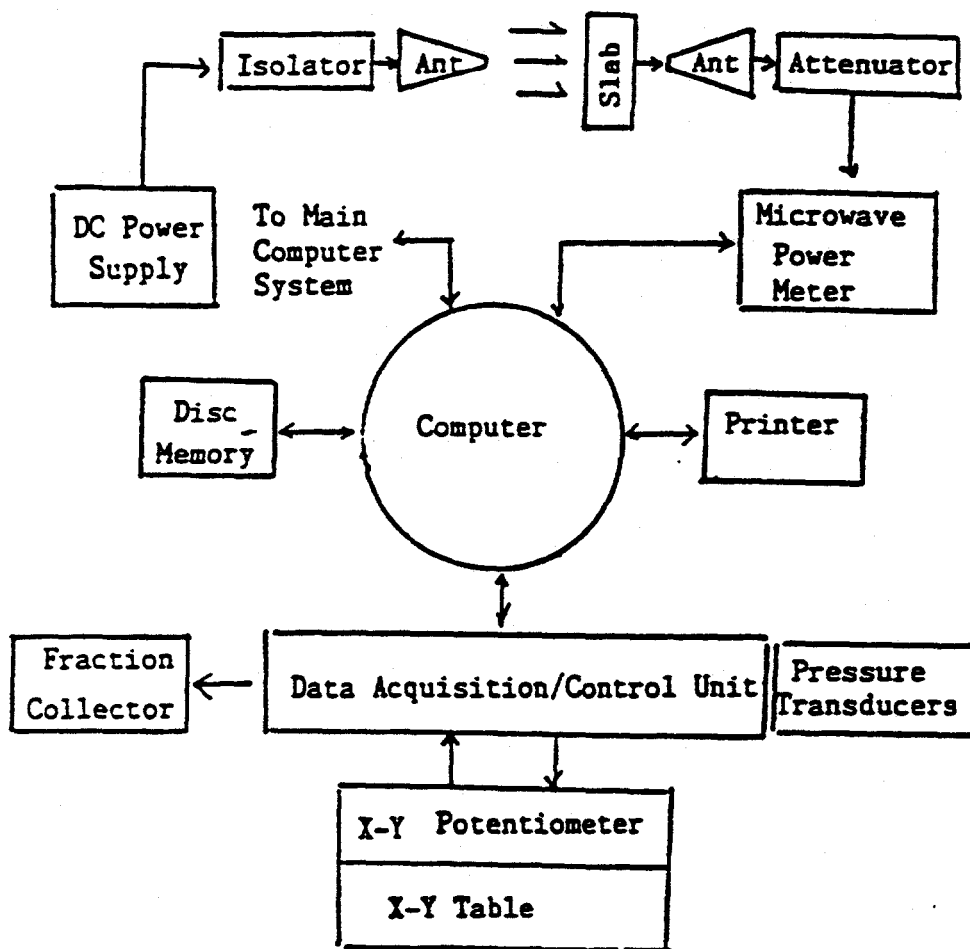 Isolator
Ant
Slab
Ant
Attenuator
DC Power
Supply
To Main
Computer
System
Microwave
Power
Meter
Disc
Memory
Computer
Printer
Fraction
Collector
Data Acquisition/Control Unit
Pressure
Transducers
X-Y Potentiometer
X-Y Table